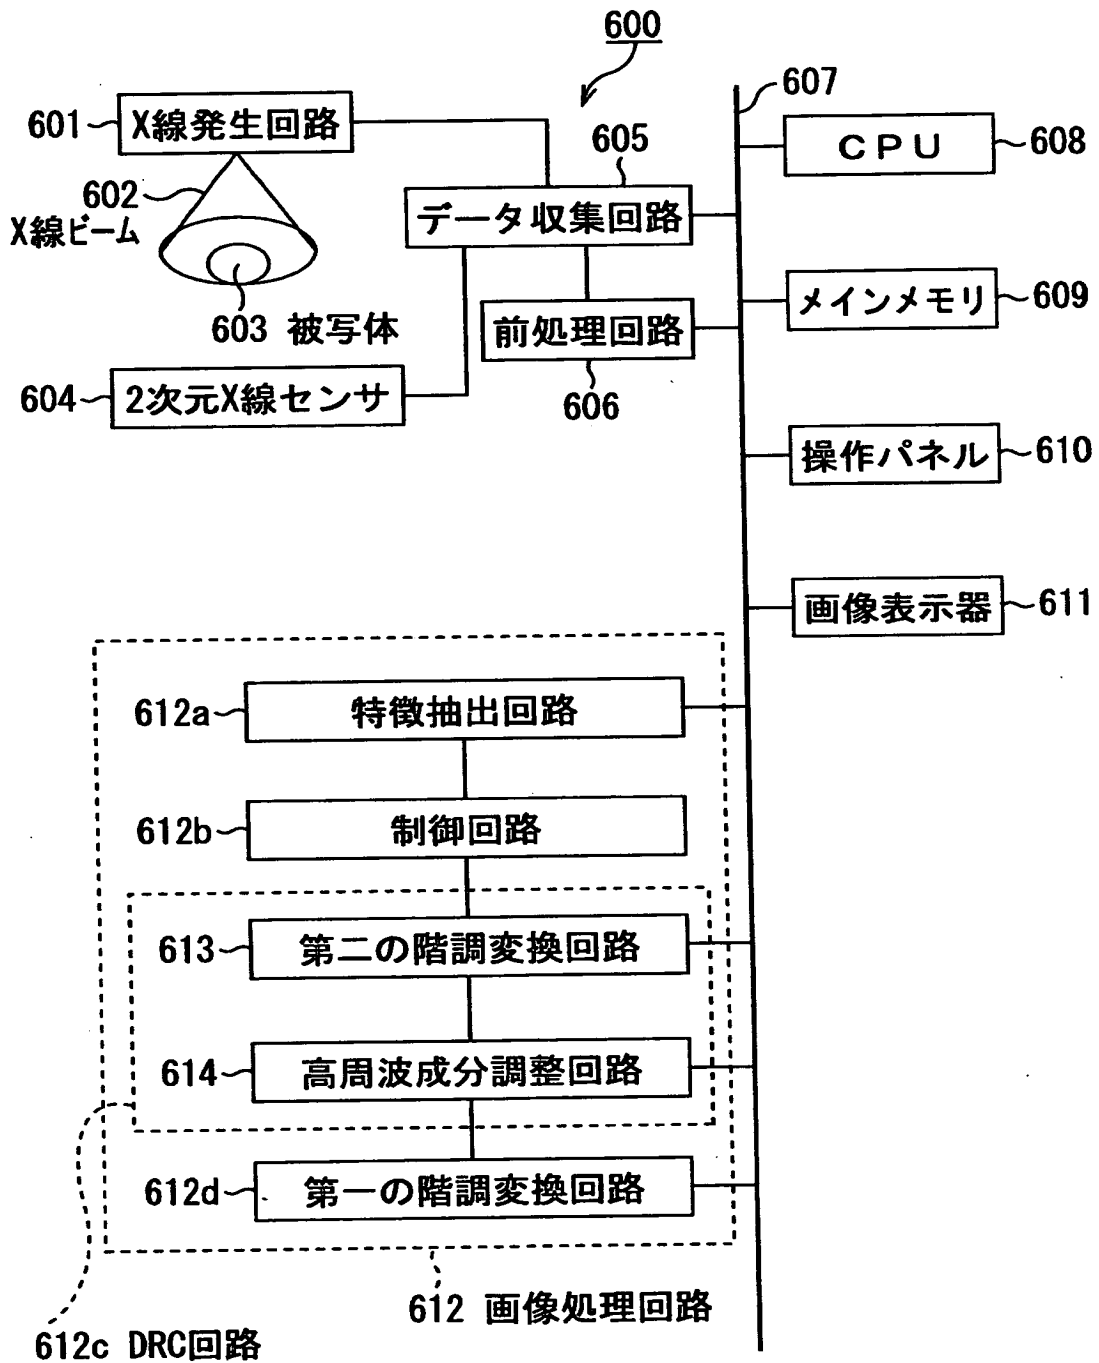 600
601 X線発生回路
602
X線ビーム
603 被写体
604 2次元X線センサ
605
データ収集回路
前処理回路
606
607
CPU 608
メインメモリ 609
操作パネル 610
画像表示器 611
612a 特徴抽出回路
612b 制御回路
613 第二の階調変換回路
614 高周波成分調整回路
612d 第一の階調変換回路
612 画像処理回路
612c DRC回路